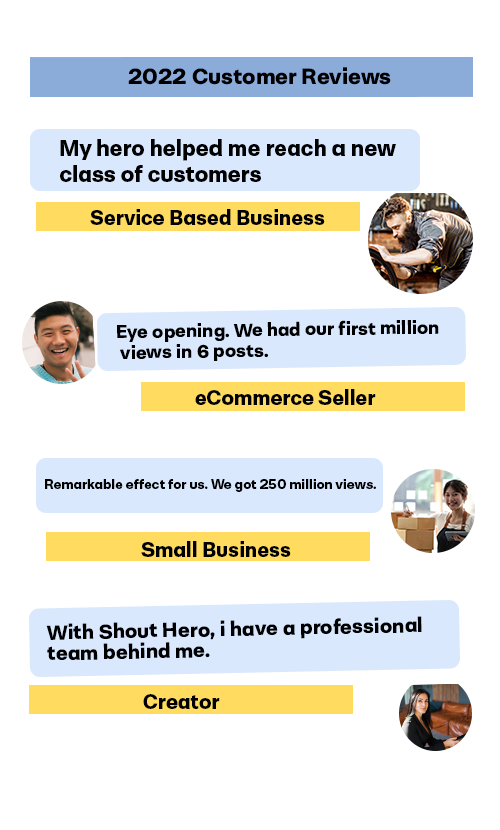 2022 Customer Reviews
My hero helped me reach a new
class of customers
Service Based Business
Eye opening. We had our first million
views in 6 posts.
eCommerce Seller
Remarkable effect for us. We got 250 million views.
Small Business
With Shout Hero, i have a professional
team behind me.
Creator